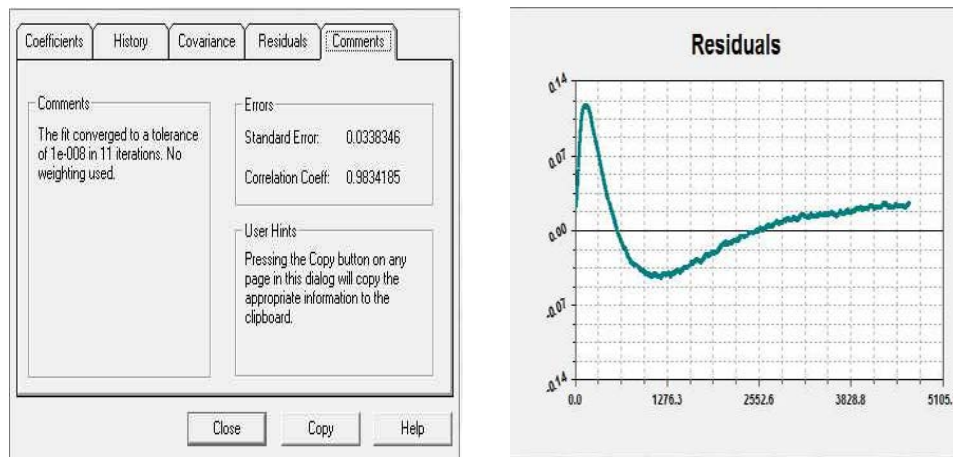 Coefficients History Covariance Residuals Comments
Comments
The fit converged to a tolerance
of 1e-008 in 11 iterations. No
weighting used.
Errors
Standard Error: 0.0338346
Correlation Coeff: 0.9834185
User Hints
Pressing the Copy button on any
page in this dialog will copy the
appropriate information to the
clipboard.
Close Copy Help
Residuals
0.14
0.07
0.00
-0.07
-0.14
0.0 1276.3 2552.6 3828.8 5105.